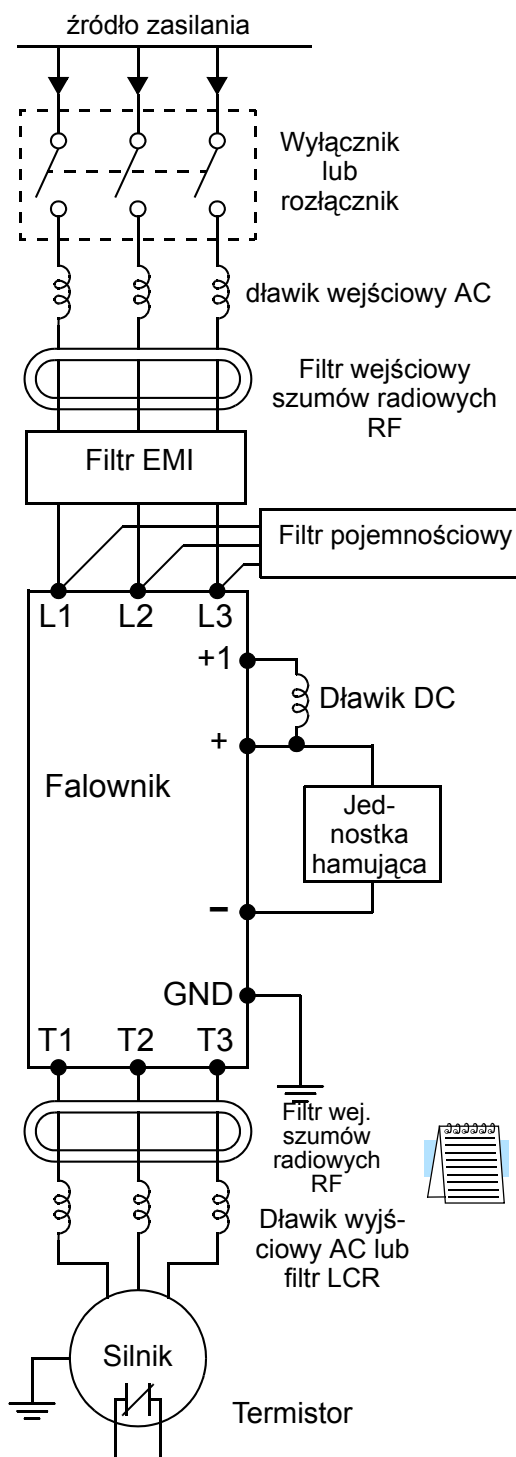 źródło zasilania
Wyłącznik
lub
rozłącznik
dławik wejściowy AC
Filtr wejściowy
szumów radiowych
RF
Filtr EMI
Filtr pojemnościowy
L1 L2 L3
+1
Dławik DC
+
Falownik
Jed-
nostka
hamująca
−
GND
T1 T2 T3
Filtr wej.
szumów
radiowych
RF
Dławik wyjś-
ciowy AC lub
filtr LCR
Silnik
Termistor